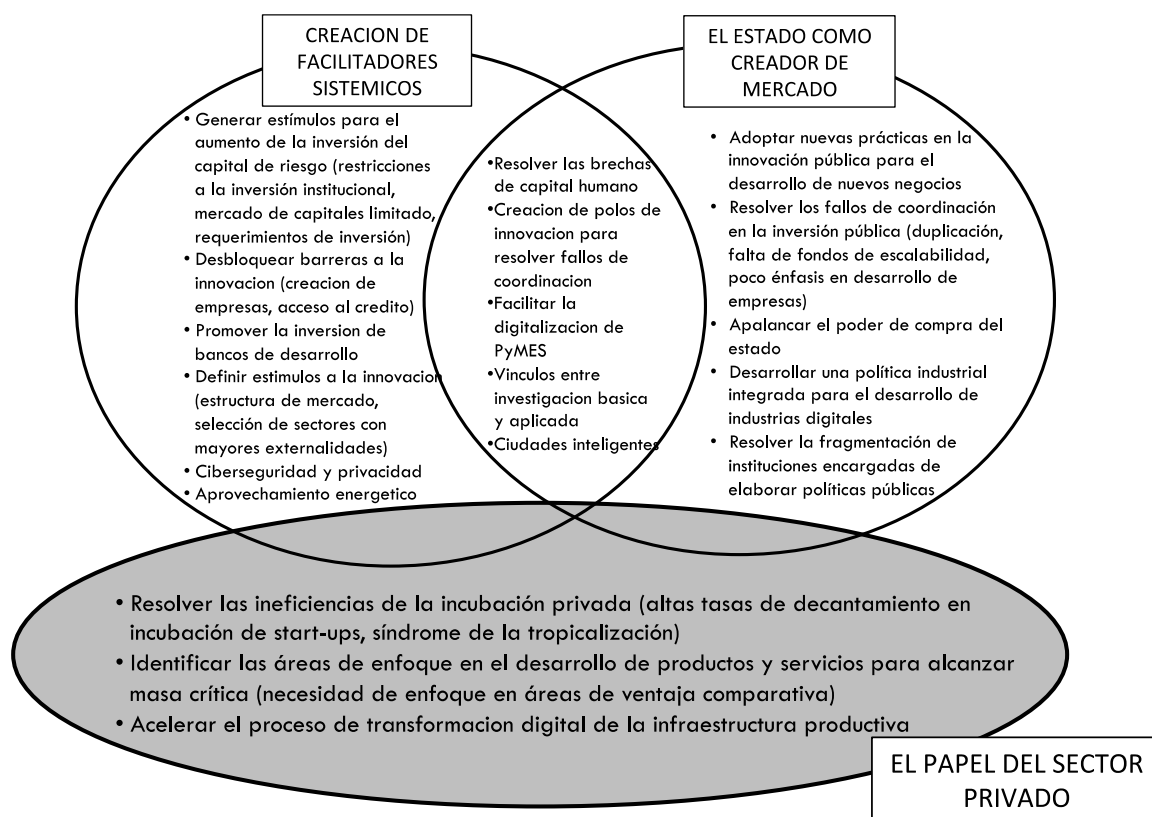 CREACION DE
FACILITADORES
SISTEMICOS
• Generar estímulos para el
aumento de la inversión del
capital de riesgo (restricciones
a la inversión institucional,
mercado de capitales limitado,
requerimientos de inversión)
• Desbloquear barreras a la
innovacion (creacion de
empresas, acceso al credito)
• Promover la inversion de
bancos de desarrollo
• Definir estimulos a la innovacion
(estructura de mercado,
selección de sectores con
mayores externalidades)
• Ciberseguridad y privacidad
• Aprovechamiento energetico
•Resolver las brechas
de capital humano
•Creacion de polos de
innovacion para
resolver fallos de
coordinacion
•Facilitar la
digitalizacion de
PyMES
•Vinculos entre
investigacion basica
y aplicada
•Ciudades inteligentes
EL ESTADO COMO
CREADOR DE
MERCADO
• Adoptar nuevas prácticas en la
innovación pública para el
desarrollo de nuevos negocios
• Resolver los fallos de coordinación
en la inversión pública (duplicación,
falta de fondos de escalabilidad,
poco énfasis en desarrollo de
empresas)
• Apalancar el poder de compra del
estado
• Desarrollar una política industrial
integrada para el desarrollo de
industrias digitales
• Resolver la fragmentación de
instituciones encargadas de
elaborar políticas públicas
• Resolver las ineficiencias de la incubación privada (altas tasas de decantamiento en
incubación de start-ups, síndrome de la tropicalización)
• Identificar las áreas de enfoque en el desarrollo de productos y servicios para alcanzar
masa crítica (necesidad de enfoque en áreas de ventaja comparativa)
• Acelerar el proceso de transformacion digital de la infraestructura productiva
EL PAPEL DEL SECTOR
PRIVADO